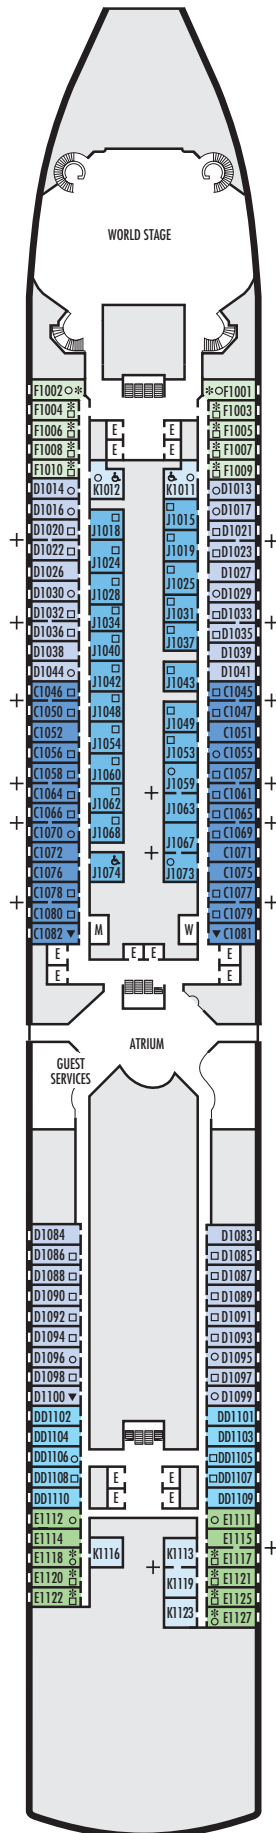 WORLD STAGE
F1002 F1001
F1004 F1003
F1006 E E F1005
F1008 E E F1007
F1010 F1009
D1014 K1012 K1011 D1013
D1016 J1015 D1017
D1020 J1018 D1021
D1022 J1019 D1023
D1026 J1024 J1025 D1027
D1030 J1028 D1029
D1032 J1034 J1031 D1033
D1036 J1037 D1035
D1038 J1040 D1039
D1044 J1042 J1043 D1041
C1046 C1045
C1050 J1048 J1049 C1047
C1052 C1051
C1056 J1054 J1053 C1055
C1058 J1060 J1059 C1057
C1064 J1062 J1063 C1061
C1066 C1065
C1070 J1068 C1069
C1072 J1067 C1071
C1076 J1074 J1073 C1075
C1078 C1077
C1080 C1079
C1082 M W C1081
E E E E
E E
ATRIUM
GUEST
SERVICES
D1084 D1083
D1086 D1085
D1088 D1087
D1090 D1089
D1092 D1091
D1094 D1093
D1096 D1095
D1098 D1097
D1100 D1099
DD1102 DD1101
DD1104 DD1103
DD1106 DD1105
DD1108 E E DD1107
DD1110 E E DD1109
E1112 E1111
E1114 E1115
E1118 K1116 K1113 E1117
E1120 K1119 E1121
E1122 E1125
K1123 E1127